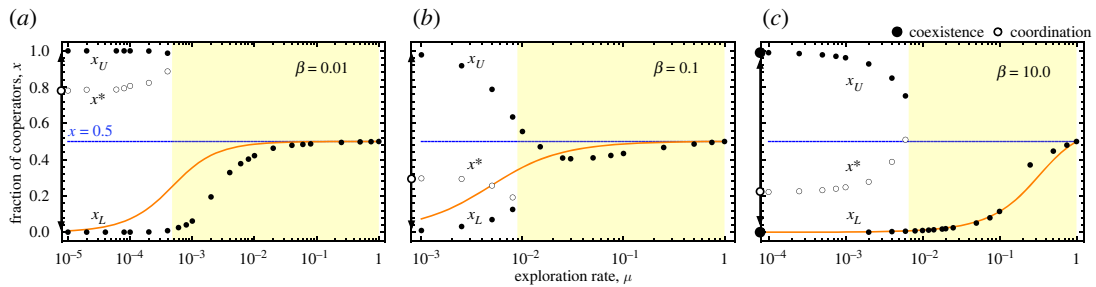 (a)
(b)
(c)
coexistence
coordination
fraction of cooperators, x
1.0
0.8
0.6
0.4
0.2
0.0
x_U
x*
x = 0.5
x_L
β = 0.01
10⁻⁵
10⁻⁴
10⁻³
10⁻²
10⁻¹
1
x_U
x*
x_L
β = 0.1
10⁻³
10⁻²
10⁻¹
1
x_U
x*
x_L
β = 10.0
10⁻⁴
10⁻³
10⁻²
10⁻¹
1
exploration rate, μ